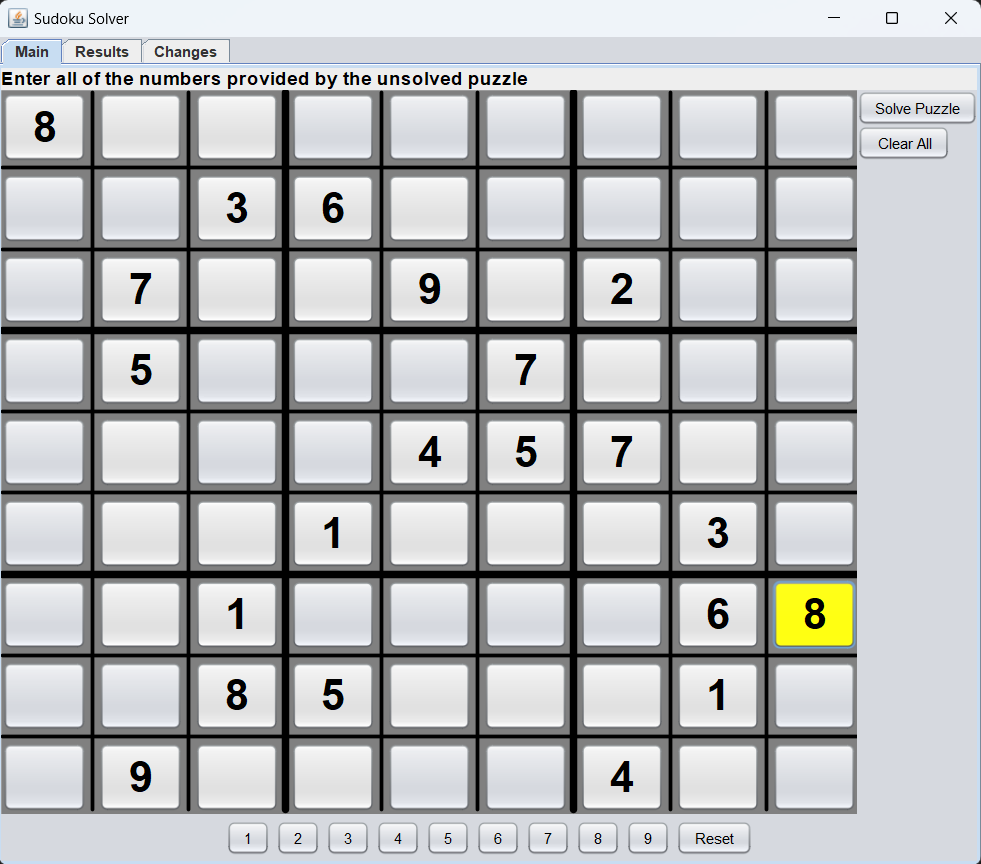 Sudoku Solver
Main Results Changes
Enter all of the numbers provided by the unsolved puzzle
8
Solve Puzzle
Clear All
3 6
7 9 2
5 7
4 5 7
1 3
1 6 8
8 5 1
9 4
1 2 3 4 5 6 7 8 9 Reset